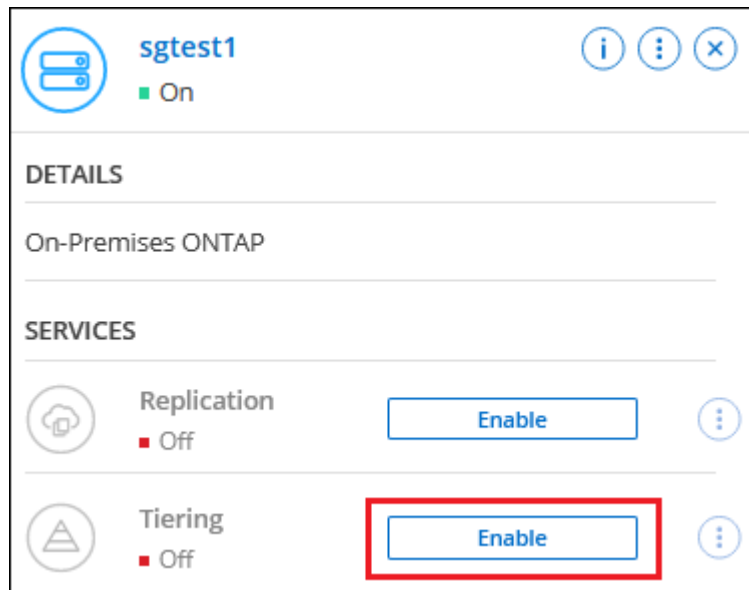 sgtest1
On
DETAILS
On-Premises ONTAP
SERVICES
Replication
Enable
Off
Tiering
Enable
Off